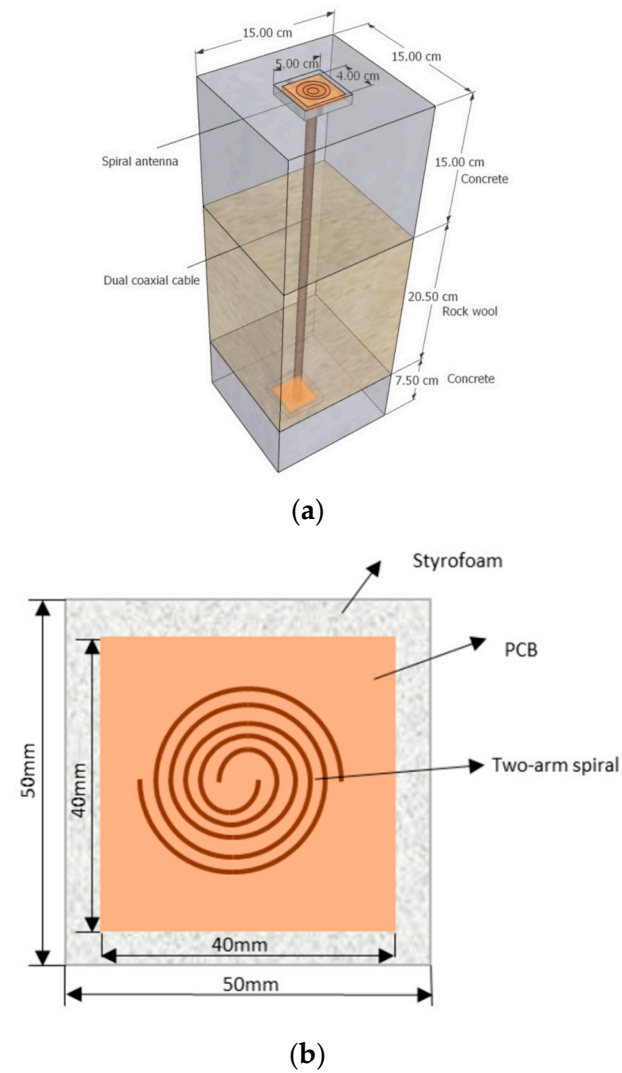 15.00 cm
15.00 cm
5.00 cm
4.00 cm
Spiral antenna
15.00 cm
Concrete
Dual coaxial cable
20.50 cm
Rock wool
7.50 cm Concrete
(a)
Styrofoam
PCB
Two-arm spiral
50mm
40mm
40mm
50mm
(b)